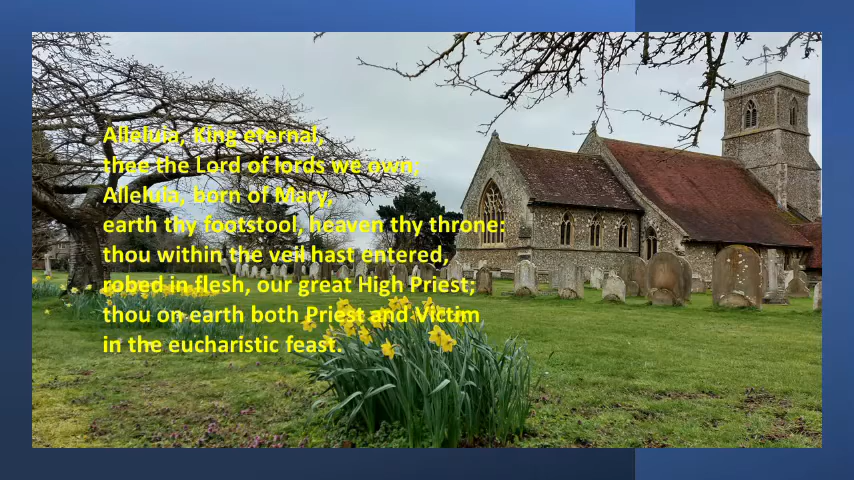 Alleluia, King eternal,
thee the Lord of lords we own;
Alleluia, born of Mary,
earth thy footstool, heaven thy throne:
thou within the veil hast entered,
robed in flesh, our great High Priest;
thou on earth both Priest and Victim
in the eucharistic feast.